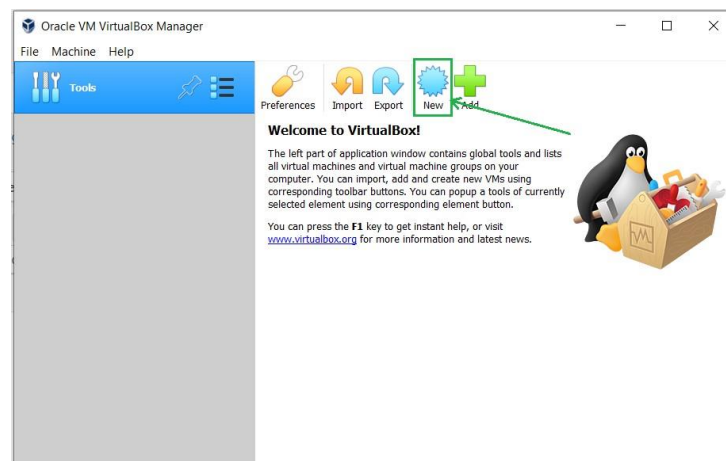 Oracle VM VirtualBox Manager
File Machine Help
Tools
Preferences Import Export New Add
Welcome to VirtualBox!
The left part of application window contains global tools and lists
all virtual machines and virtual machine groups on your
computer. You can import, add and create new VMs using
corresponding toolbar buttons. You can popup a tools of currently
selected element using corresponding element button.
You can press the F1 key to get instant help, or visit
www.virtualbox.org for more information and latest news.
VM